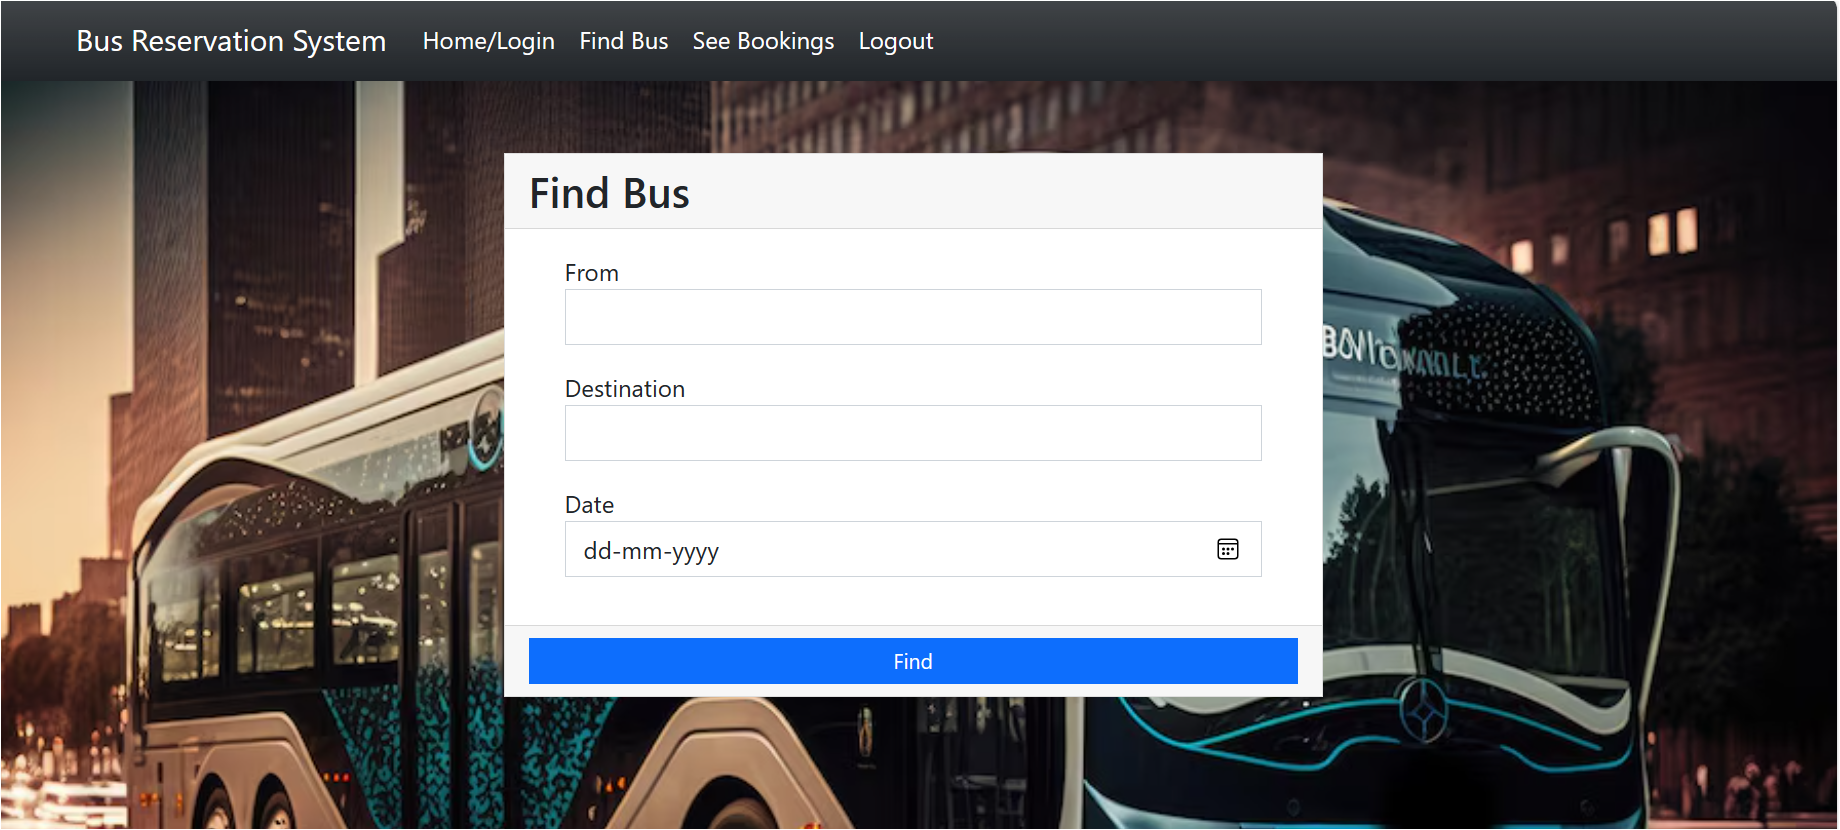 Bus Reservation System Home/Login Find Bus See Bookings Logout
Find Bus
From
Destination
Date
dd-mm-yyyy
Find